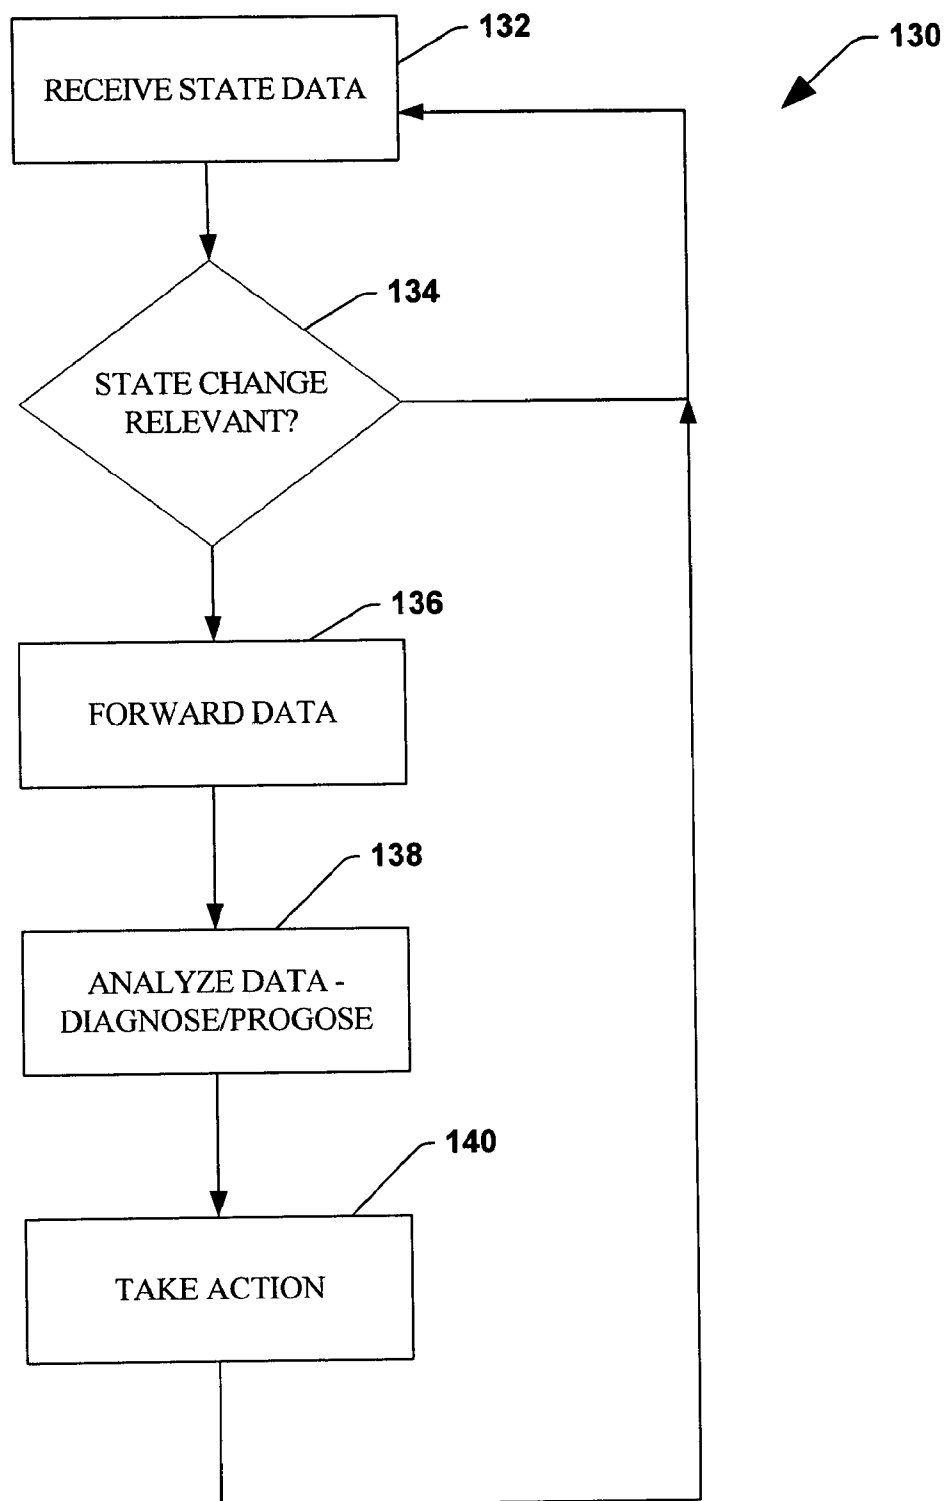 132
130
RECEIVE STATE DATA
134
STATE CHANGE
RELEVANT?
136
FORWARD DATA
138
ANALYZE DATA -
DIAGNOSE/PROGOSE
140
TAKE ACTION